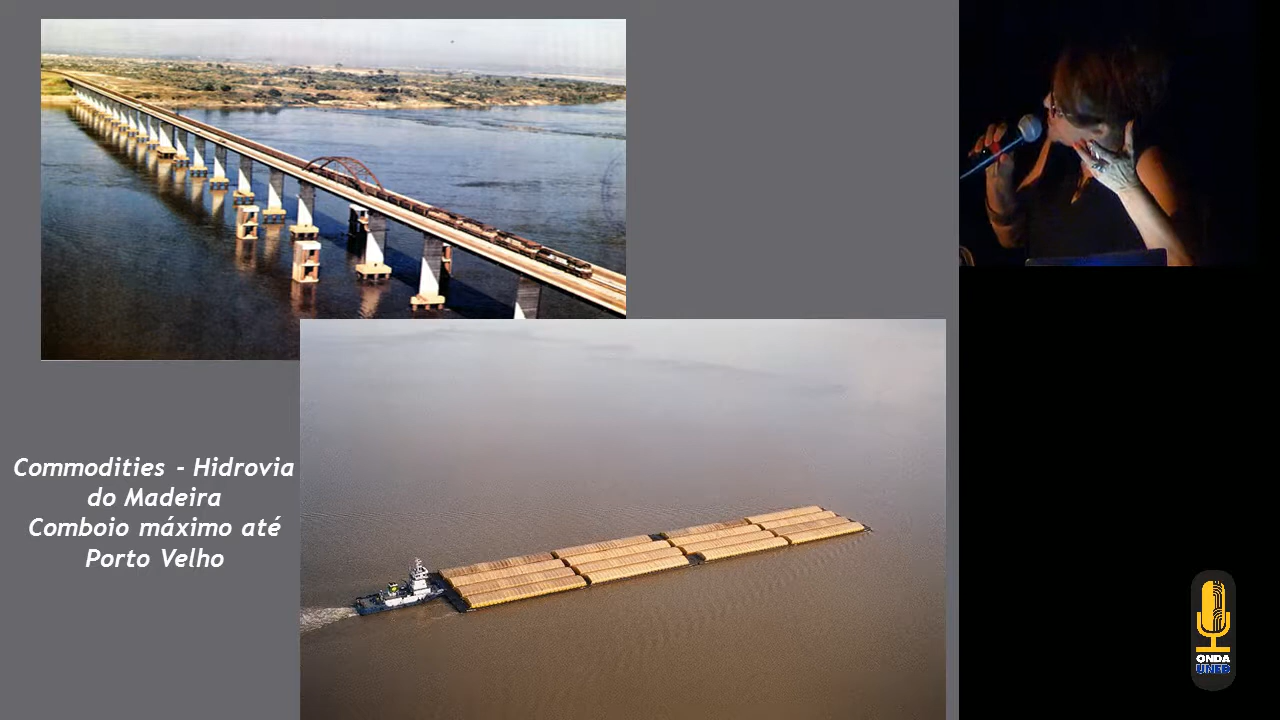 Commodities - Hidrovia
do Madeira
Comboio máximo até
Porto Velho
ONDA
UNEB